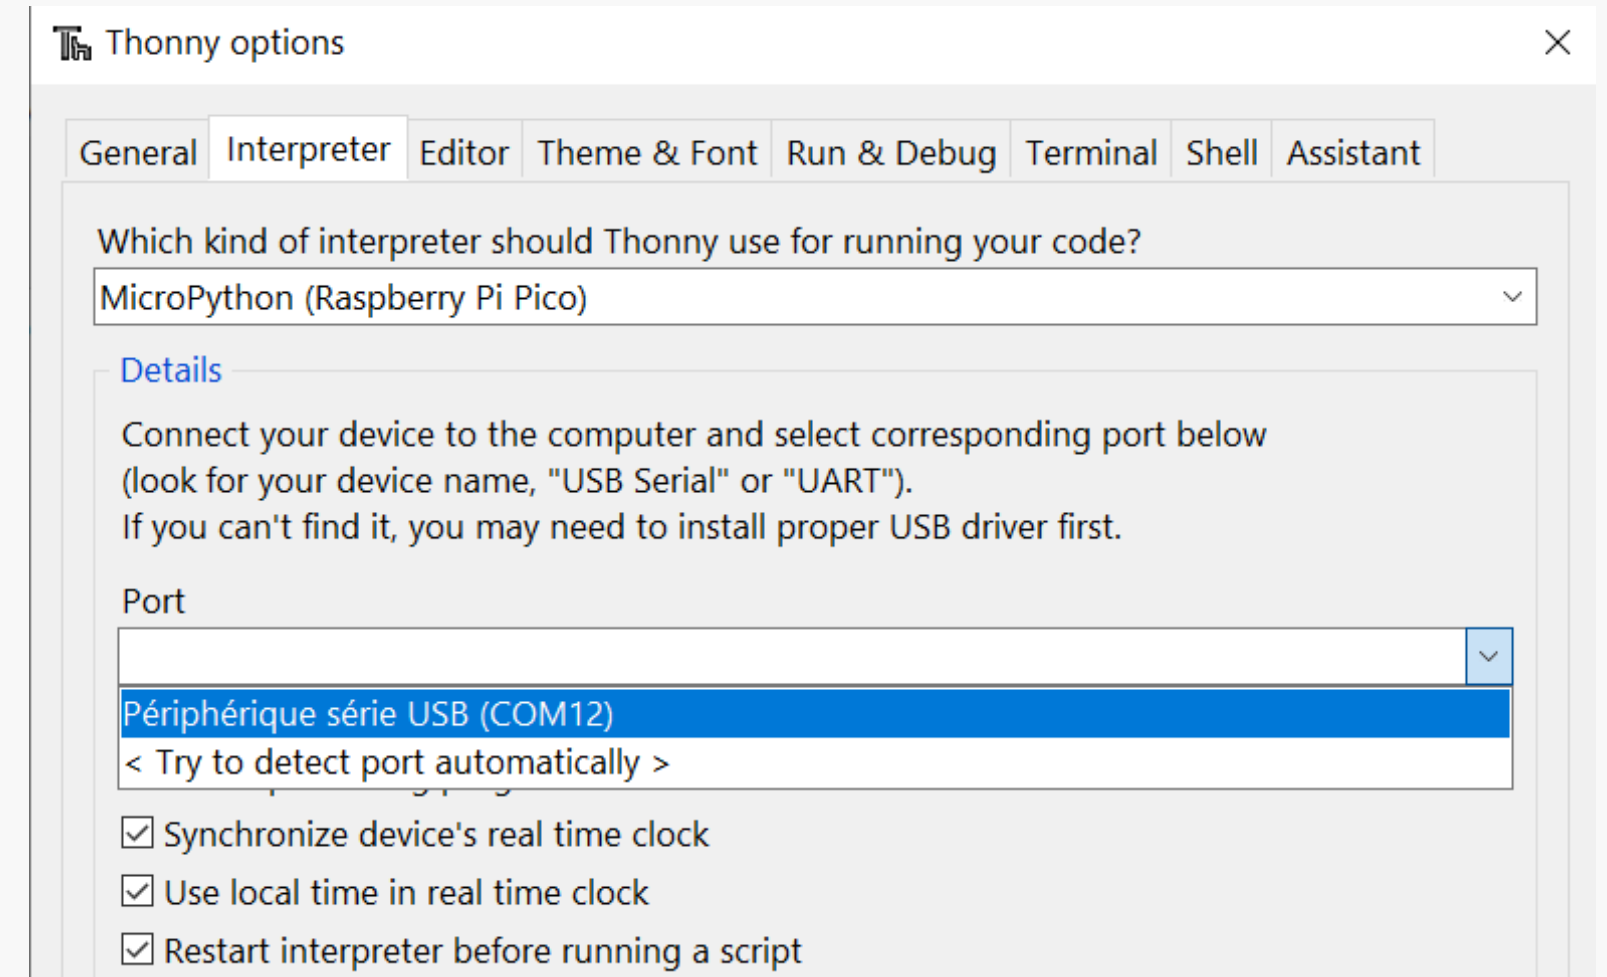 Thonny options
General Interpreter Editor Theme & Font Run & Debug Terminal Shell Assistant
Which kind of interpreter should Thonny use for running your code?
MicroPython (Raspberry Pi Pico)
Details
Connect your device to the computer and select corresponding port below
(look for your device name, "USB Serial" or "UART").
If you can't find it, you may need to install proper USB driver first.
Port
Périphérique série USB (COM12)
< Try to detect port automatically >
Synchronize device's real time clock
Use local time in real time clock
Restart interpreter before running a script